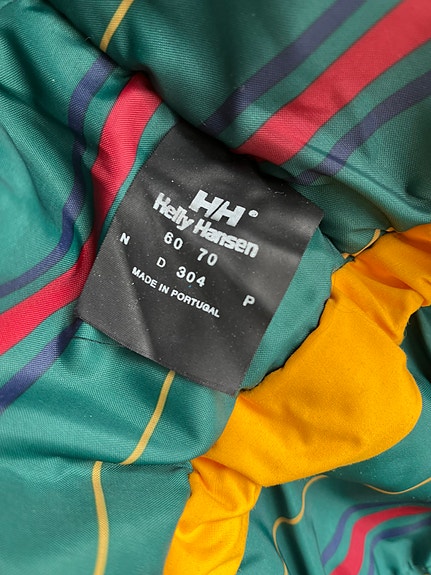 HH®
Helly Hansen
60 70
N D 304 P
MADE IN PORTUGAL